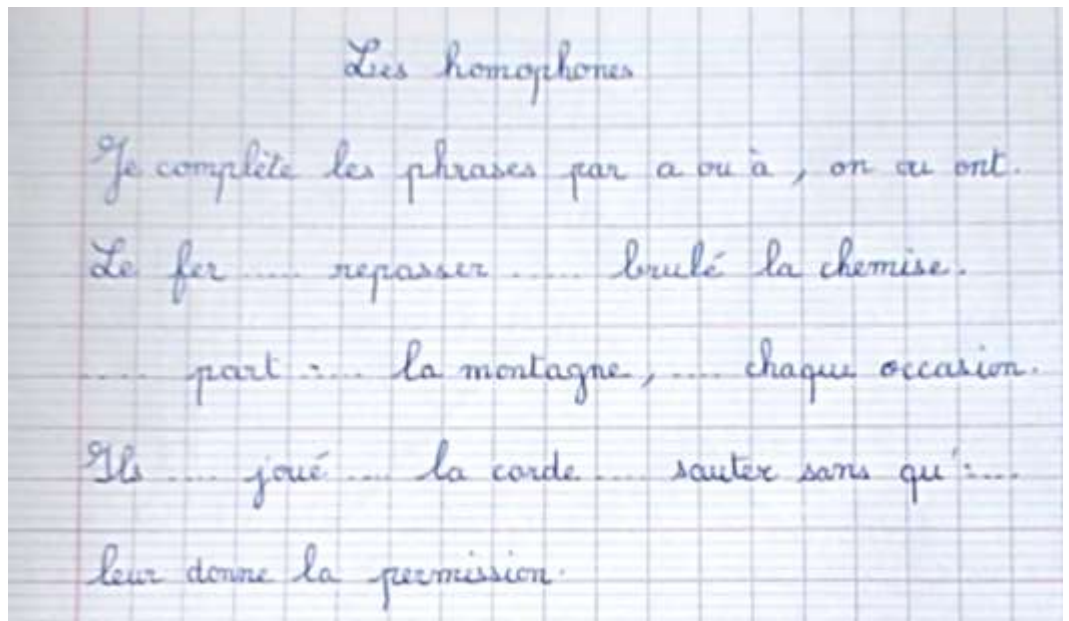 Les homophones
Je complète les phrases par a ou à, on ou ont.
Le fer .... repasser ..... brulé la chemise.
.... part :.... la montagne, .... chaque occasion.
Ils .... joué .... la corde .... sauter sans qu':....
leur donne la permission.